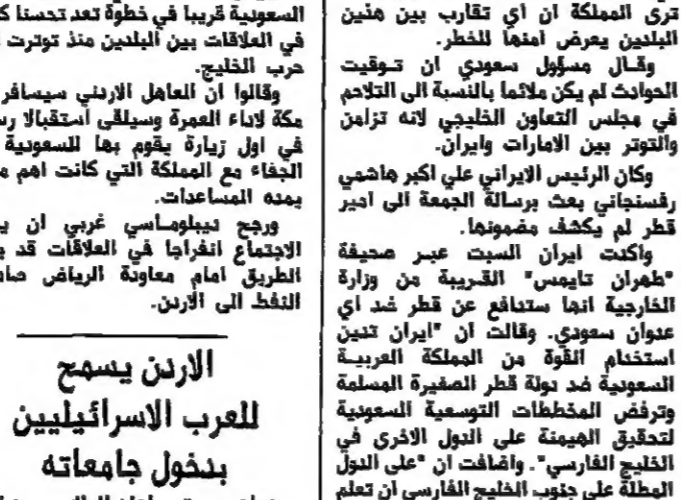 ترى المملكة ان أي تقارب بين هذين
البلدين يعرض أمنها للخطر.
وقال مسؤول سعودي ان توقيت
الحوادث لم يكن ملائما بالنسبة الى التلاحم
في مجلس التعاون الخليجي لانه تزامن
والتوتر بين الامارات وايران.
وكان الرئيس الايراني علي اكبر هاشمي
رفسنجاني بعث برسالة الجمعة الى امير
قطر لم يكشف مضمونها.
واكدت ايران السبت عبر صحيفة
"طهران تايمس" القريبة من وزارة
الخارجية انها ستدافع عن قطر ضد اي
عدوان سعودي. وقالت ان "ايران تدين
استخدام القوة من المملكة العربية
السعودية ضد دولة قطر الصغيرة المسلمة
وترفض المخططات التوسعية السعودية
لتحقيق الهيمنة على الدول الاخرى في
الخليج الفارسي". واضافت ان "على الدول
المطلة على جنوب الخليج الفارسي ان تعلم
السعودية قريبا في خطوة تعد تحسنا
في العلاقات بين البلدين منذ توترت
حرب الخليج.
وقالوا ان العاهل الاردني سيسافر
مكة لاداء العمرة وسيلقى استقبالا
في اول زيارة يقوم بها للسعودية
الجفاء مع المملكة التي كانت اهم
يمده المساعدات.
ورجح ديبلوماسي غربي ان
الاجتماع انفراجا في العلاقات قد
الطريق امام معاودة الرياض
النفط الى الأردن.
الاردن يسمح
للعرب الاسرائيليين
بدخول جامعاته